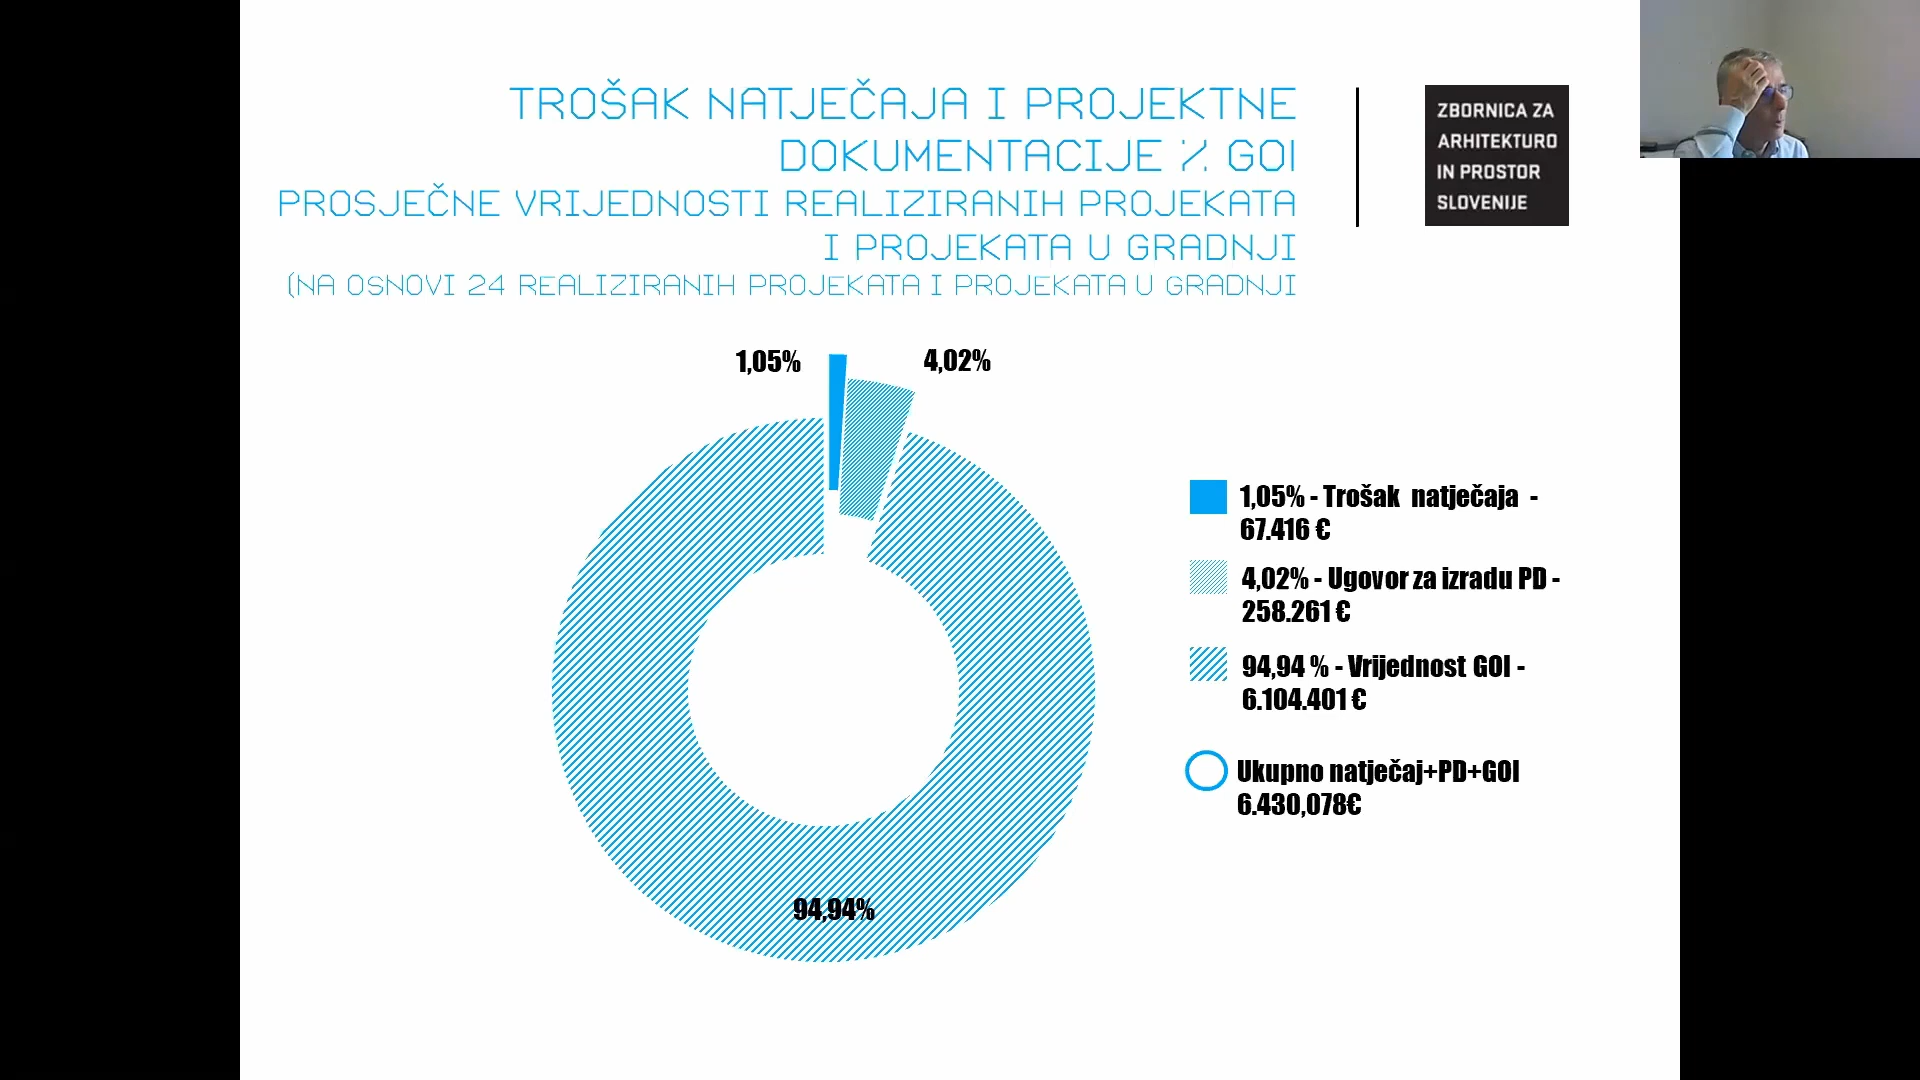 TROŠAK NATJEČAJA I PROJEKTNE
DOKUMENTACIJE % GOI
PROSJEČNE VRIJEDNOSTI REALIZIRANIH PROJEKATA
I PROJEKATA U GRADNJI
(NA OSNOVI 24 REALIZIRANIH PROJEKATA I PROJEKATA U GRADNJI
ZBORNICA ZA
ARHITEKTURO
IN PROSTOR
SLOVENIJE
1,05%
4,02%
94,94%
1,05% - Trošak natječaja -
67.416 €
4,02% - Ugovor za izradu PD -
258.261 €
94,94 % - Vrijednost GOI -
6.104.401 €
Ukupno natječaj+PD+GOI
6.430,078€